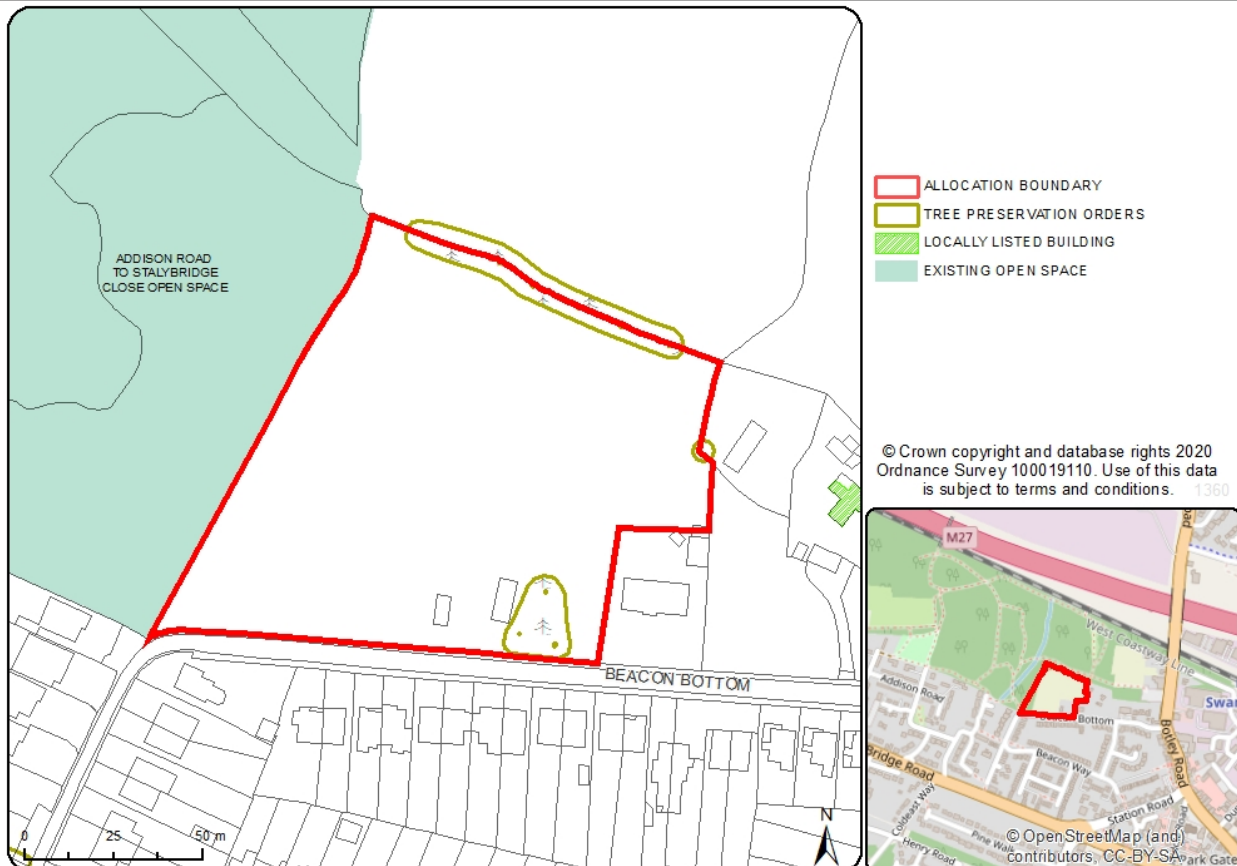 ADDISON ROAD
TO STALYBRIDGE
CLOSE OPEN SPACE
BEACON BOTTOM
0 25 50 m
N
ALLOCATION BOUNDARY
TREE PRESERVATION ORDERS
LOCALLY LISTED BUILDING
EXISTING OPEN SPACE
© Crown copyright and database rights 2020
Ordnance Survey 100019110. Use of this data
is subject to terms and conditions. 1360
M27
West Coastway Line
Addison Road
Bottom
Beacon Way
Botley Road
Swan
Bridge Road
Coldeast Way
Station Road
Pine Walk
Henry Road
Park Gate
© OpenStreetMap (and)
contributors, CC-BY-SA